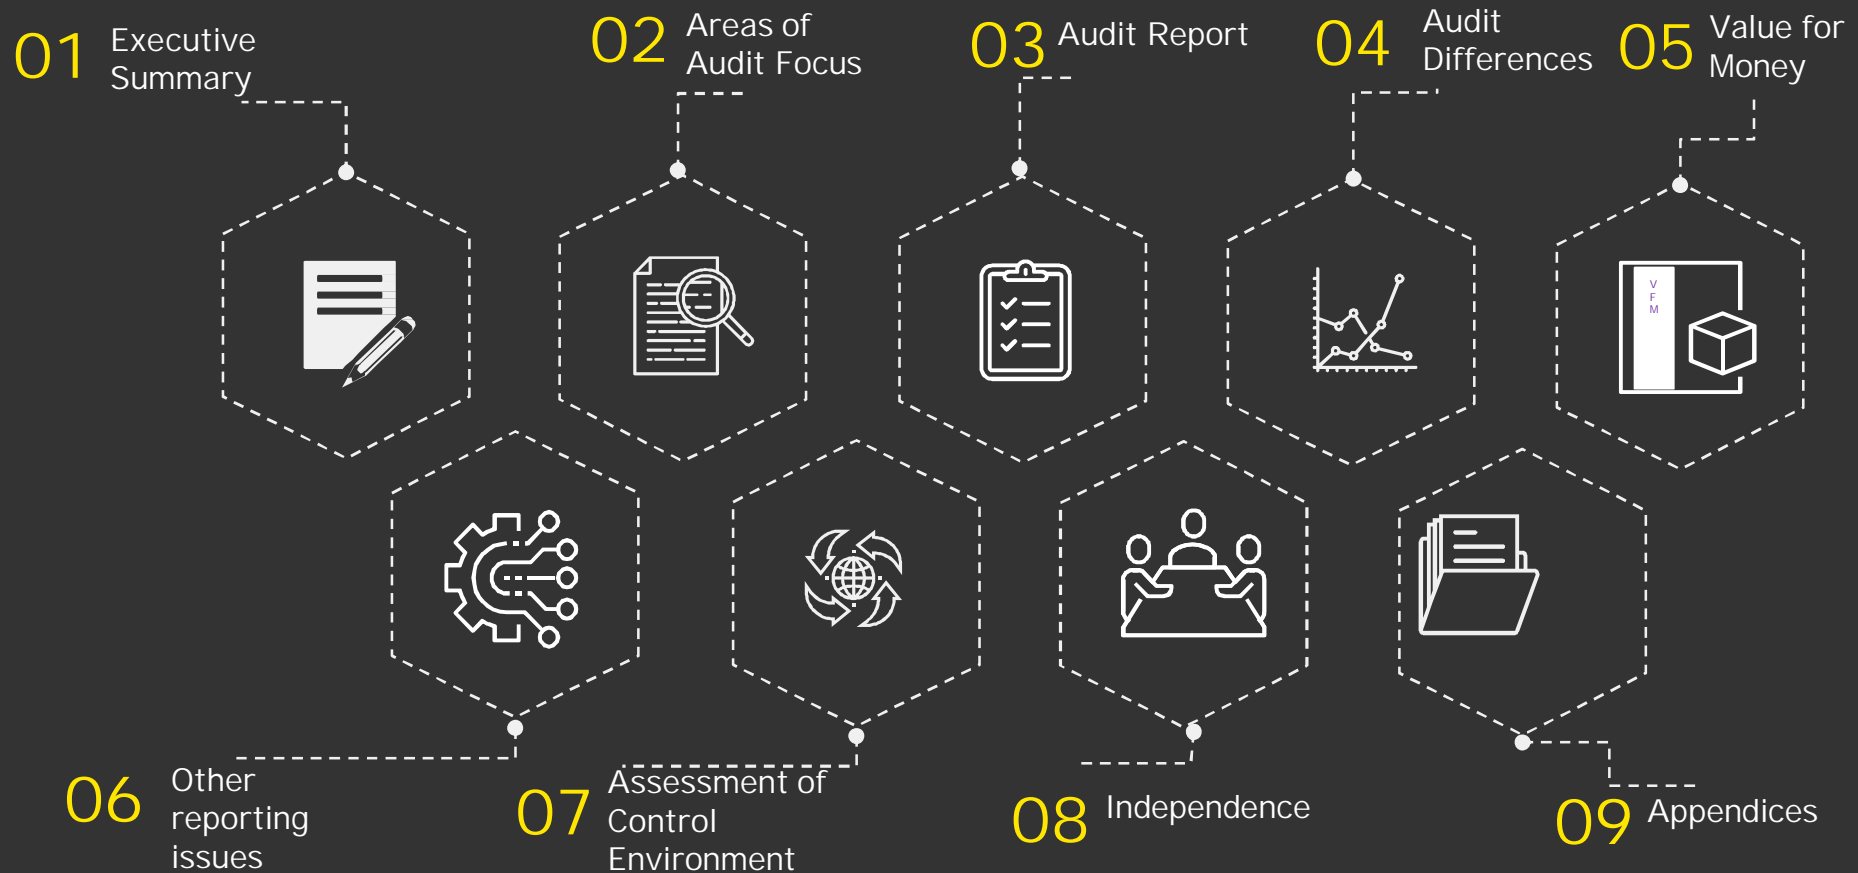 01
Executive
Summary
02
Areas of
Audit Focus
03
Audit Report
04
Audit
Differences
05
Value for
Money
V
F
M
06
Other
reporting
issues
07
Assessment of
Control
Environment
08
Independence
09
Appendices